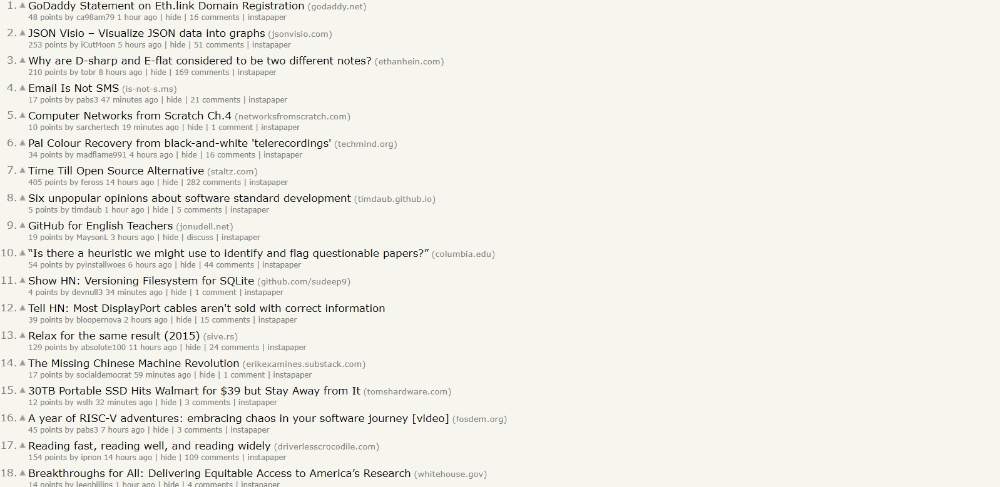 1. GoDaddy Statement on Eth.link Domain Registration (godaddy.net)
48 points by ca98am79 1 hour ago | hide | 16 comments | instapaper
2. JSON Visio – Visualize JSON data into graphs (jsonvisio.com)
253 points by iCutMoon 5 hours ago | hide | 51 comments | instapaper
3. Why are D-sharp and E-flat considered to be two different notes? (ethanhein.com)
210 points by tobr 8 hours ago | hide | 169 comments | instapaper
4. Email Is Not SMS (is-not-s.ms)
17 points by pabs3 47 minutes ago | hide | 21 comments | instapaper
5. Computer Networks from Scratch Ch.4 (networksfromscratch.com)
10 points by sarchertech 19 minutes ago | hide | 1 comment | instapaper
6. Pal Colour Recovery from black-and-white 'telerecordings' (techmind.org)
34 points by madflame991 4 hours ago | hide | 16 comments | instapaper
7. Time Till Open Source Alternative (staltz.com)
405 points by feross 14 hours ago | hide | 282 comments | instapaper
8. Six unpopular opinions about software standard development (timdaub.github.io)
5 points by timdaub 1 hour ago | hide | 5 comments | instapaper
9. GitHub for English Teachers (jonudell.net)
19 points by MaysonL 3 hours ago | hide | discuss | instapaper
10. “Is there a heuristic we might use to identify and flag questionable papers?” (columbia.edu)
54 points by pyinstallwoes 6 hours ago | hide | 44 comments | instapaper
11. Show HN: Versioning Filesystem for SQLite (github.com/sudeep9)
4 points by devnull3 34 minutes ago | hide | 1 comment | instapaper
12. Tell HN: Most DisplayPort cables aren't sold with correct information
39 points by bloopernova 2 hours ago | hide | 15 comments | instapaper
13. Relax for the same result (2015) (sive.rs)
129 points by absolute100 11 hours ago | hide | 24 comments | instapaper
14. The Missing Chinese Machine Revolution (erikexamines.substack.com)
17 points by socialdemocrat 59 minutes ago | hide | 1 comment | instapaper
15. 30TB Portable SSD Hits Walmart for $39 but Stay Away from It (tomshardware.com)
12 points by wslh 32 minutes ago | hide | 3 comments | instapaper
16. A year of RISC-V adventures: embracing chaos in your software journey [video] (fosdem.org)
45 points by pabs3 7 hours ago | hide | 3 comments | instapaper
17. Reading fast, reading well, and reading widely (driverlesscrocodile.com)
154 points by ipnon 14 hours ago | hide | 109 comments | instapaper
18. Breakthroughs for All: Delivering Equitable Access to America’s Research (whitehouse.gov)
14 points by leephillips 1 hour ago | hide | 4 comments | instapaper